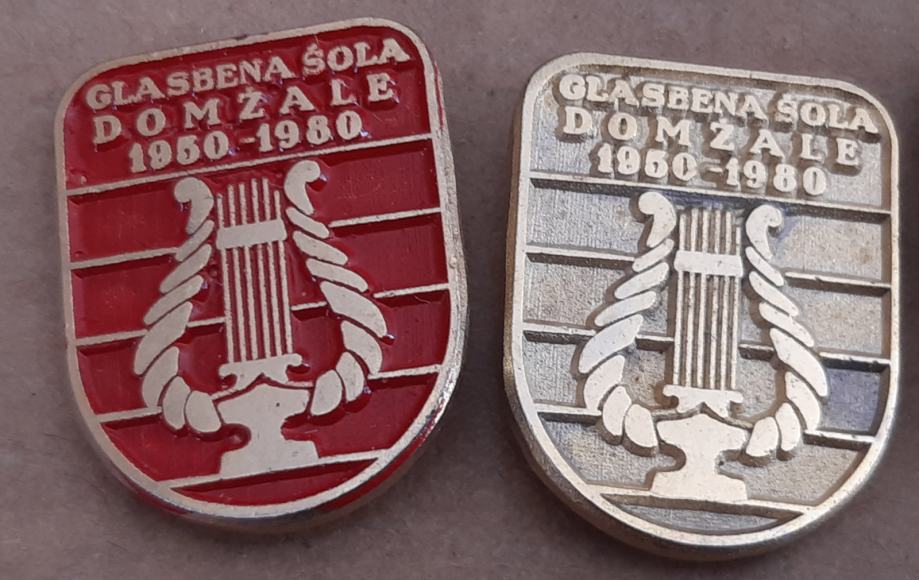 GLASBENA ŠOLA
DOMŽALE
1950-1980
GLASBENA ŠOLA
DOMŽALE
1950-1980